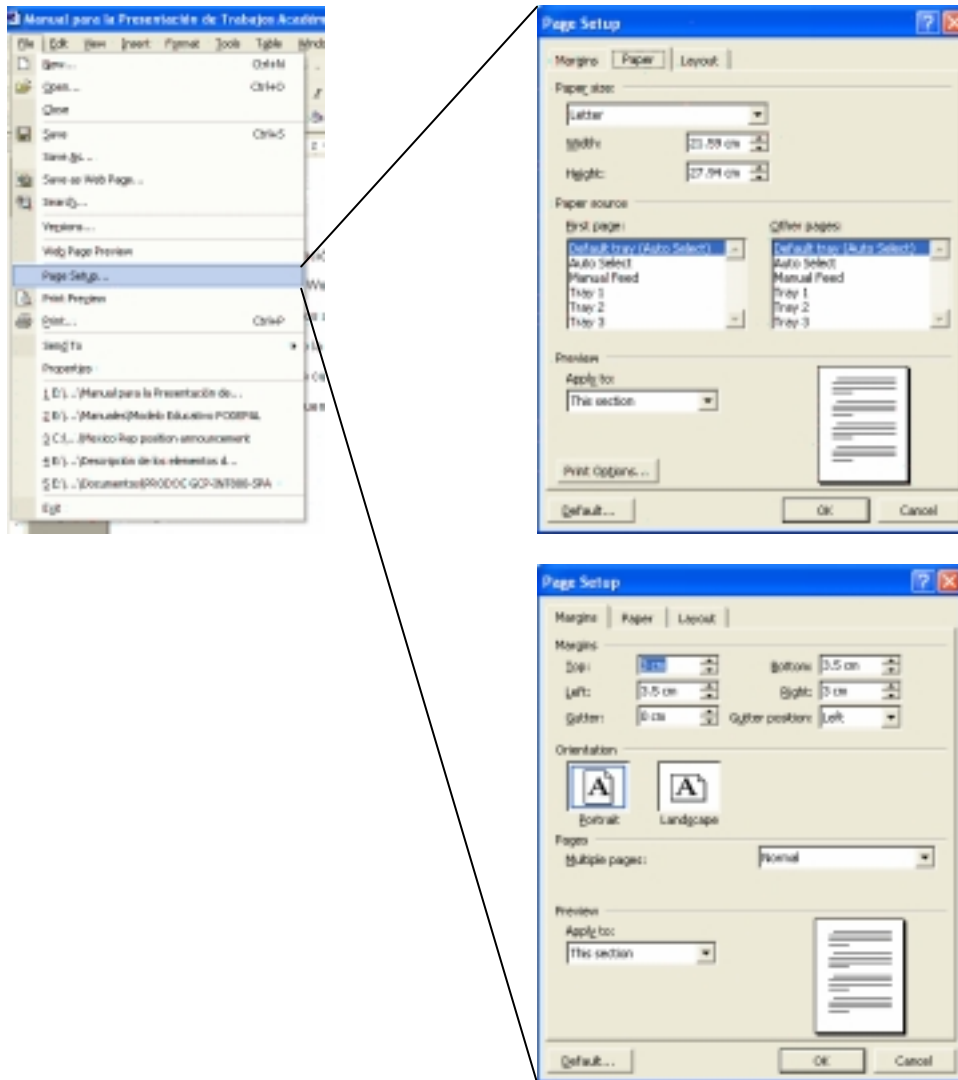 Manual para la Presentación de Trabajos Acadé
File Edit View Insert Format Tools Table Windo
New... Ctrl+N
Open... Ctrl+O
Close
Save Ctrl+S
Save As...
Save as Web Page...
Search...
Versions...
Web Page Preview
Page Setup...
Print Preview
Print... Ctrl+P
Send To
Properties
1 D:\...\Manual para la Presentación de...
2 D:\...\Manuales\Modelo Educativo
3 C:\...\Mexico Rep position announcement
4 D:\...\Descripción de los elementos d...
5 D:\...\Documentos\PRODOC
Exit
Page Setup
Margins Paper Layout
Paper size:
Letter
Width: 21.59 cm
Height: 27.94 cm
Paper source
First page: Other pages:
Default tray (Auto Select) Default tray (Auto Select)
Auto Select Auto Select
Manual Feed Manual Feed
Tray 1 Tray 1
Tray 2 Tray 2
Tray 3 Tray 3
Preview
Apply to:
This section
Print Options...
Default... OK Cancel
Page Setup
Margins Paper Layout
Margins
Top: cm Bottom: 3.5 cm
Left: 3.5 cm Right: 3 cm
Gutter: 0 cm Gutter position: Left
Orientation
A A
Portrait Landscape
Pages
Multiple pages: Normal
Preview
Apply to:
This section
Default... OK Cancel